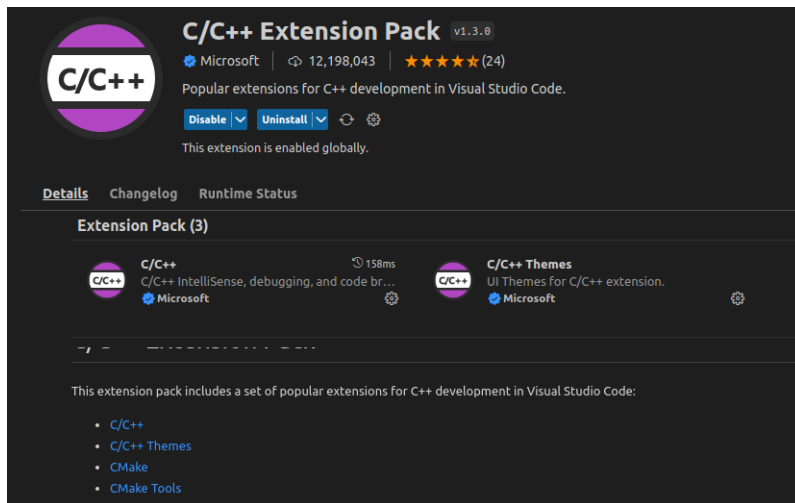 C/C++ Extension Pack v1.3.0
Microsoft 12,198,043 (24)
C/C++
Popular extensions for C++ development in Visual Studio Code.
Disable Uninstall
This extension is enabled globally.
Details Changelog Runtime Status
Extension Pack (3)
C/C++
C/C++ 158ms
C/C++ IntelliSense, debugging, and code br...
Microsoft
C/C++
C/C++ Themes
UI Themes for C/C++ extension.
Microsoft
This extension pack includes a set of popular extensions for C++ development in Visual Studio Code:
• C/C++
• C/C++ Themes
• CMake
• CMake Tools